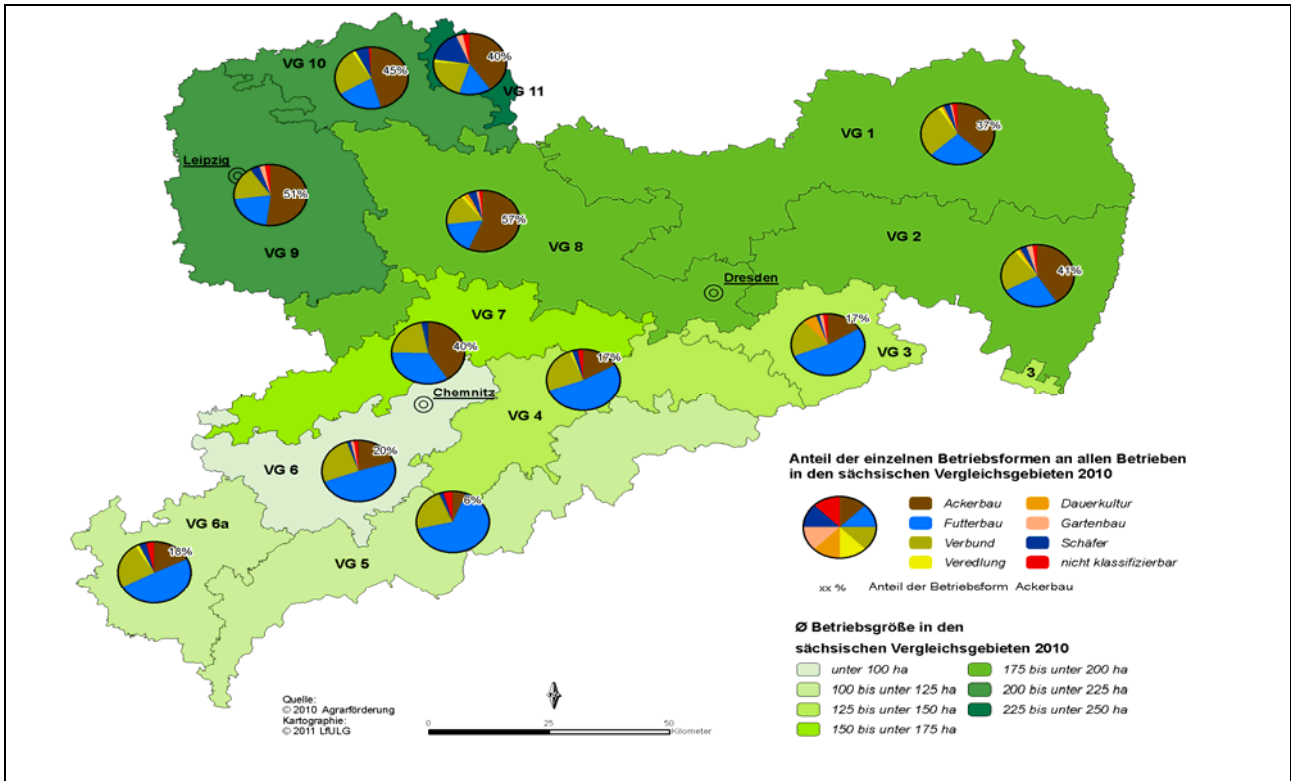 VG 10
45%
40%
VG 11
VG 1
37%
Leipzig
51%
VG 9
57%
VG 8
VG 2
41%
Dresden
VG 7
40%
17%
VG 3
3
17%
Chemnitz
VG 4
VG 6
20%
6%
VG 6a
18%
VG 5
Anteil der einzelnen Betriebsformen an allen Betrieben
in den sächsischen Vergleichsgebieten 2010
Ackerbau
Futterbau
Verbund
Veredlung
Dauerkultur
Gartenbau
Schäfer
nicht klassifizierbar
xx % Anteil der Betriebsform Ackerbau
Ø Betriebsgröße in den
sächsischen Vergleichsgebieten 2010
unter 100 ha
100 bis unter 125 ha
125 bis unter 150 ha
150 bis unter 175 ha
175 bis unter 200 ha
200 bis unter 225 ha
225 bis unter 250 ha
Quelle:
© 2010 Agrarförderung
Kartographie:
© 2011 LfULG
0 25 50
Kilometer